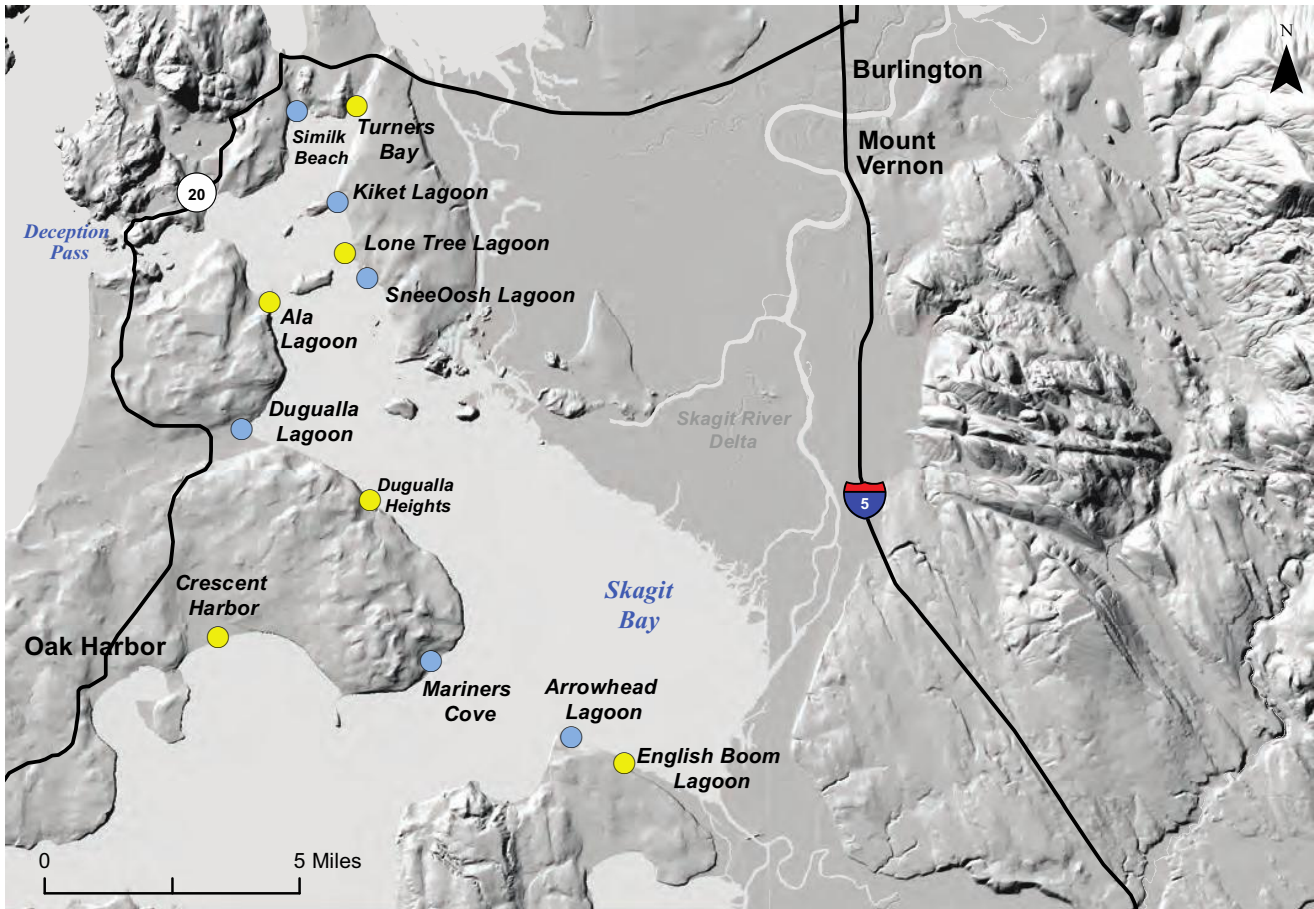 N
Burlington
Mount
Vernon
Similk
Beach
Turners
Bay
20
Kiket Lagoon
Deception
Pass
Lone Tree Lagoon
SneeOosh Lagoon
Ala
Lagoon
Dugualla
Lagoon
Skagit River
Delta
Dugualla
Heights
5
Crescent
Harbor
Skagit
Bay
Oak Harbor
Mariners
Cove
Arrowhead
Lagoon
English Boom
Lagoon
0
5 Miles